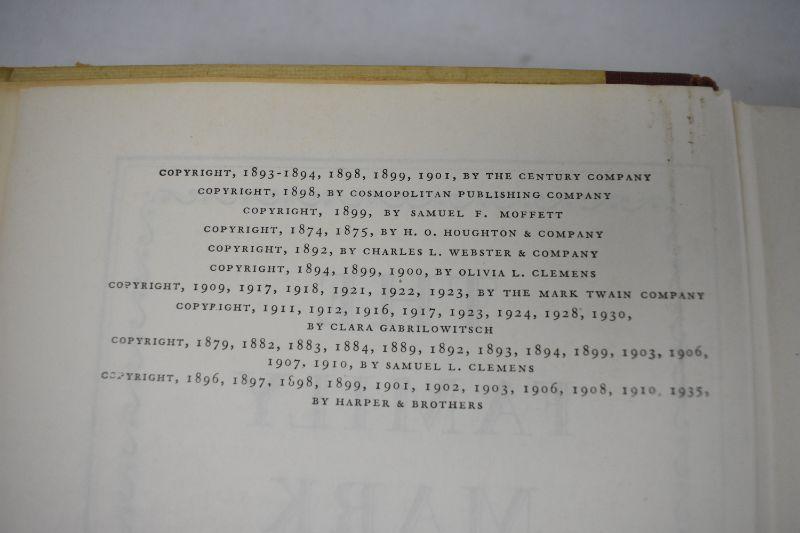 COPYRIGHT, 1893-1894, 1898, 1899, 1901, BY THE CENTURY COMPANY
COPYRIGHT, 1898, BY COSMOPOLITAN PUBLISHING COMPANY
COPYRIGHT, 1899, BY SAMUEL F. MOFFETT
COPYRIGHT, 1874, 1875, BY H. O. HOUGHTON & COMPANY
COPYRIGHT, 1892, BY CHARLES L. WEBSTER & COMPANY
COPYRIGHT, 1894, 1899, 1900, BY OLIVIA L. CLEMENS
COPYRIGHT, 1909, 1917, 1918, 1921, 1922, 1923, BY THE MARK TWAIN COMPANY
COPYRIGHT, 1911, 1912, 1916, 1917, 1923, 1924, 1928, 1930,
BY CLARA GABRILOWITSCH
COPYRIGHT, 1879, 1882, 1883, 1884, 1889, 1892, 1893, 1894, 1899, 1903, 1906,
1907, 1910, BY SAMUEL L. CLEMENS
COPYRIGHT, 1896, 1897, 1898, 1899, 1901, 1902, 1903, 1906, 1908, 1910, 1935,
BY HARPER & BROTHERS
FAMILY
MARK